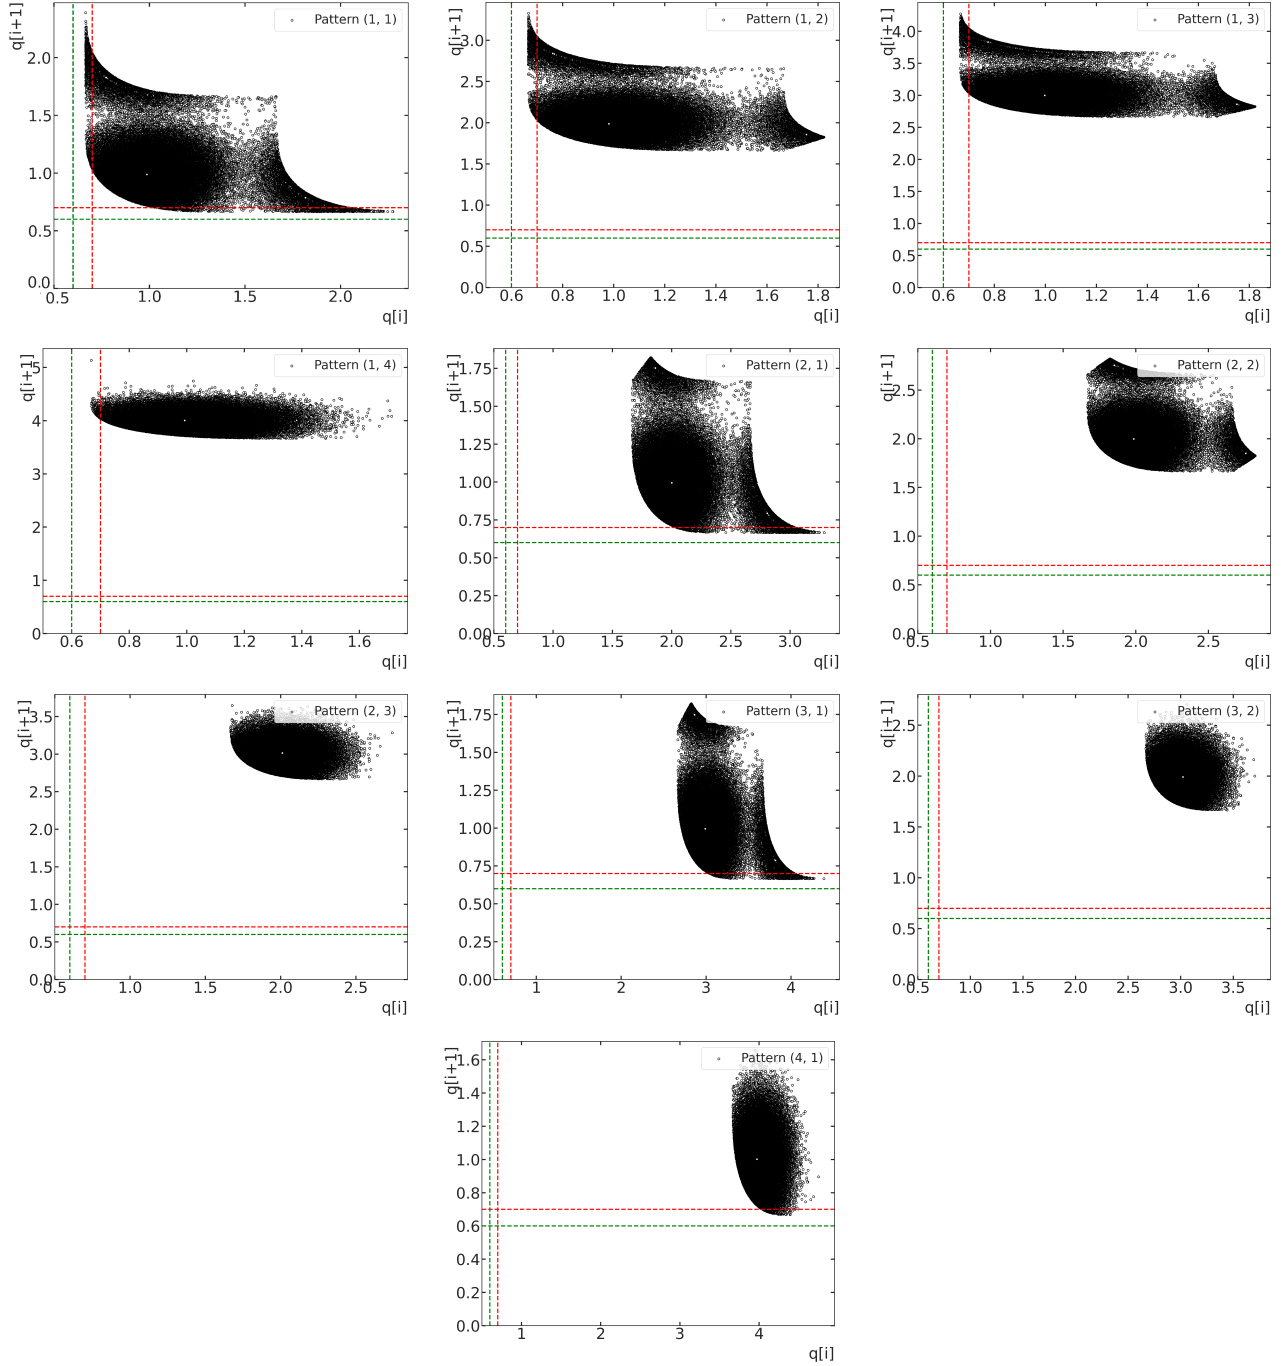 Pattern (1, 1)
q[i+1]
2.0
1.5
1.0
0.5
0.0
0.5 1.0 1.5 2.0
q[i]
Pattern (1, 2)
q[i+1]
3.0
2.5
2.0
1.5
1.0
0.5
0.0
0.6 0.8 1.0 1.2 1.4 1.6 1.8
q[i]
Pattern (1, 3)
q[i+1]
4.0
3.5
3.0
2.5
2.0
1.5
1.0
0.5
0.0
0.6 0.8 1.0 1.2 1.4 1.6 1.8
q[i]
Pattern (1, 4)
q[i+1]
5
4
3
2
1
0
0.6 0.8 1.0 1.2 1.4 1.6
q[i]
Pattern (2, 1)
q[i+1]
1.75
1.50
1.25
1.00
0.75
0.50
0.25
0.00
0.5 1.0 1.5 2.0 2.5 3.0
q[i]
Pattern (2, 2)
q[i+1]
2.5
2.0
1.5
1.0
0.5
0.0
0.5 1.0 1.5 2.0 2.5
q[i]
Pattern (2, 3)
q[i+1]
3.5
3.0
2.5
2.0
1.5
1.0
0.5
0.0
0.5 1.0 1.5 2.0 2.5
q[i]
Pattern (3, 1)
q[i+1]
1.75
1.50
1.25
1.00
0.75
0.50
0.25
0.00
1 2 3 4
q[i]
Pattern (3, 2)
q[i+1]
2.5
2.0
1.5
1.0
0.5
0.0
0.5 1.0 1.5 2.0 2.5 3.0 3.5
q[i]
Pattern (4, 1)
q[i+1]
1.6
1.4
1.2
1.0
0.8
0.6
0.4
0.2
0.0
1 2 3 4
q[i]